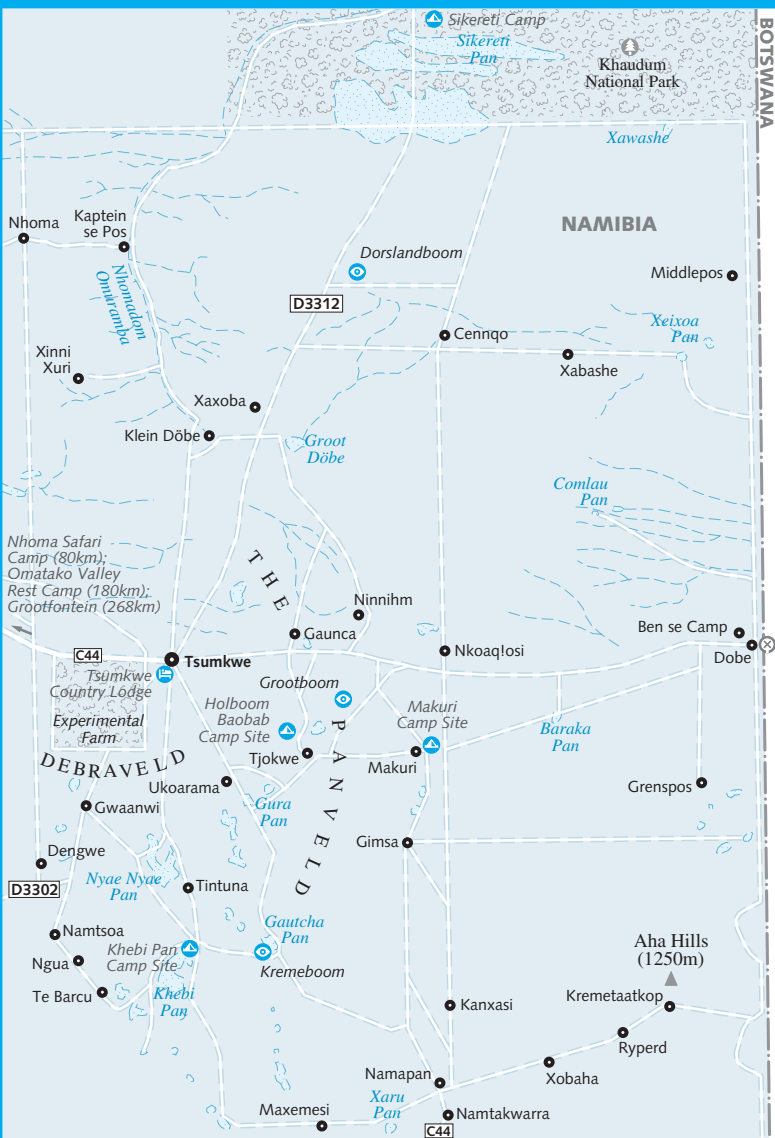 Sikereti Camp
Sikereti
Pan
Khaudum
National Park
BOTSWANA
Xawashe
Nhoma
Kaptein
se Pos
NAMIBIA
Dorslandboom
Nhomadom
Omuramba
Middlepos
D3312
Xeixoa
Pan
Cennqo
Xinni
Xuri
Xabashe
Xaxoba
Klein Döbe
Groot
Döbe
Comlau
Pan
Nhoma Safari
Camp (80km);
Omatako Valley
Rest Camp (180km);
Grootfontein (268km)
THE
Ninnihm
Gaunca
Ben se Camp
C44
Tsumkwe
Nkoaq!osi
Dobe
Tsumkwe
Country Lodge
Grootboom
Holboom
Baobab
Camp Site
Makuri
Camp Site
PANVELD
Experimental
Farm
Baraka
Pan
DEBRAVELD
Tjokwe
Makuri
Ukoarama
Gura
Pan
Grenspos
Gwaanwi
Gimsa
Dengwe
Nyae Nyae
Pan
D3302
Tintuna
Namtsoa
Gautcha
Pan
Khebi Pan
Camp Site
Aha Hills
(1250m)
Ngua
Kremeboom
Te Barcu
Khebi
Pan
Kanxasi
Kremetaatkop
Ryperd
Xobaha
Namapan
Xaru
Pan
Maxemesi
Namtakwarra
C44